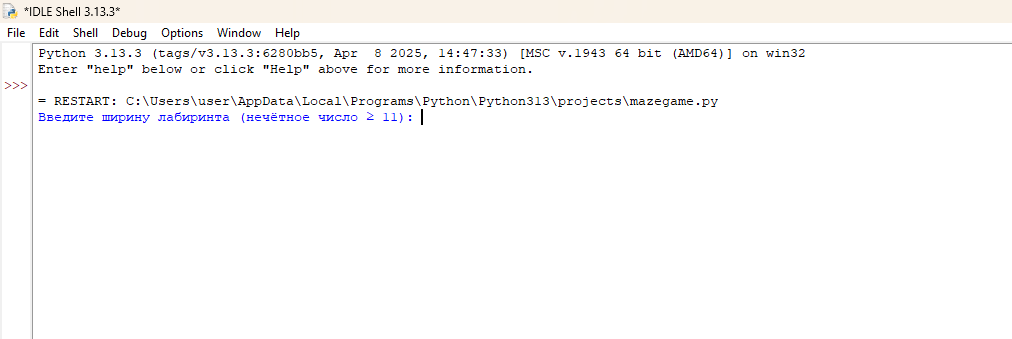 *IDLE Shell 3.13.3*
File Edit Shell Debug Options Window Help
Python 3.13.3 (tags/v3.13.3:6280bb5, Apr  8 2025, 14:47:33) [MSC v.1943 64 bit (AMD64)] on win32
Enter "help" below or click "Help" above for more information.
>>>
= RESTART: C:\Users\user\AppData\Local\Programs\Python\Python313\projects\mazegame.py
Введите ширину лабиринта (нечётное число ≥ 11):